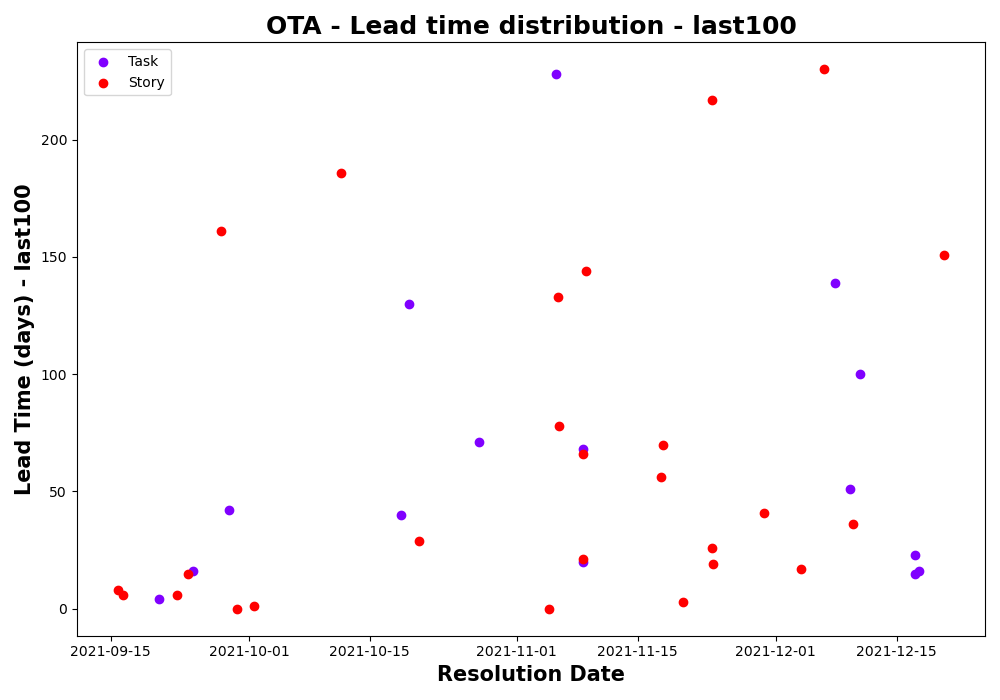 OTA - Lead time distribution - last100
Task
Story
Lead Time (days) - last100
200
150
100
50
0
2021-09-15
2021-10-01
2021-10-15
2021-11-01
2021-11-15
2021-12-01
2021-12-15
Resolution Date